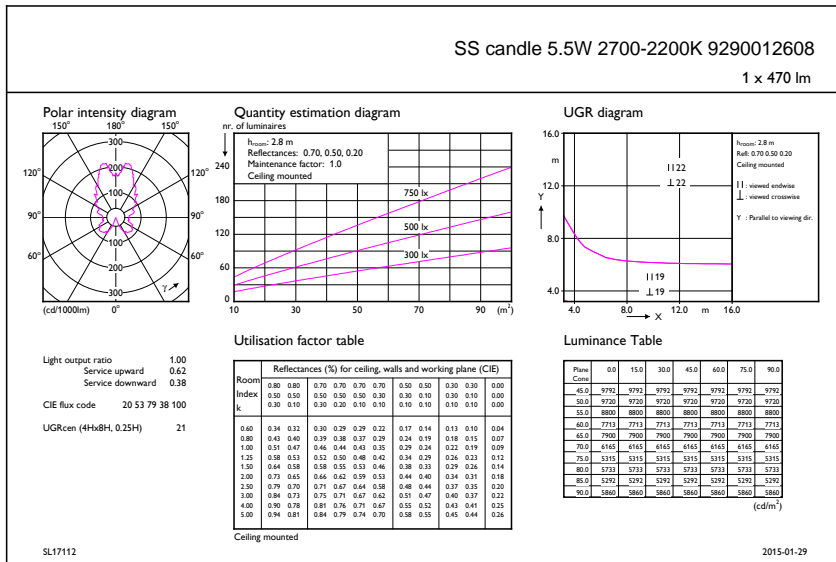 SS candle 5.5W 2700-2200K 9290012608
1 x 470 lm
Polar intensity diagram
150° 180° 150°
300
200
120° 120°
100
90° 90°
100
60° 60°
200
300
γ
(cd/1000lm) 0°
Quantity estimation diagram
nr. of luminaires
hroom: 2.8 m
Reflectances: 0.70, 0.50, 0.20
Maintenance factor: 1.0
Ceiling mounted
240
180
120
60
0
750 lx
500 lx
300 lx
10 30 50 70 90 (m²)
UGR diagram
16.0
m
12.0
Y
8.0
4.0
II 22
⊥ 22
II 19
⊥ 19
4.0 8.0 12.0 m 16.0
X
hroom: 2.8 m
Refl: 0.70 0.50 0.20
Ceiling mounted
II : viewed endwise
⊥ : viewed crosswise
Y : Parallel to viewing dir.
Light output ratio 1.00
Service upward 0.62
Service downward 0.38
CIE flux code 20 53 79 38 100
UGRcen (4Hx8H, 0.25H) 21
Utilisation factor table
Room Index k
Reflectances (%) for ceiling, walls and working plane (CIE)
0.80 0.80 0.70 0.70 0.70 0.70 0.50 0.50 0.30 0.30 0.00
0.50 0.50 0.50 0.50 0.50 0.30 0.30 0.10 0.30 0.10 0.00
0.30 0.10 0.30 0.20 0.10 0.10 0.10 0.10 0.10 0.10 0.00
0.60 0.34 0.32 0.30 0.29 0.29 0.22 0.17 0.14 0.13 0.10 0.04
0.80 0.43 0.40 0.39 0.38 0.37 0.29 0.24 0.19 0.18 0.15 0.07
1.00 0.51 0.47 0.46 0.44 0.43 0.35 0.29 0.24 0.22 0.19 0.09
1.25 0.58 0.53 0.52 0.50 0.48 0.42 0.34 0.29 0.26 0.23 0.12
1.50 0.64 0.58 0.58 0.55 0.53 0.46 0.38 0.33 0.29 0.26 0.14
2.00 0.73 0.65 0.66 0.62 0.59 0.53 0.44 0.40 0.34 0.31 0.18
2.50 0.79 0.70 0.71 0.67 0.64 0.58 0.48 0.44 0.37 0.35 0.20
3.00 0.84 0.73 0.75 0.71 0.67 0.62 0.51 0.47 0.40 0.37 0.22
4.00 0.90 0.78 0.81 0.76 0.71 0.67 0.55 0.52 0.43 0.41 0.25
5.00 0.94 0.81 0.84 0.79 0.74 0.70 0.58 0.55 0.45 0.44 0.26
Ceiling mounted
Luminance Table
Plane 0.0 15.0 30.0 45.0 60.0 75.0 90.0
Cone
45.0 9792 9792 9792 9792 9792 9792 9792
50.0 9720 9720 9720 9720 9720 9720 9720
55.0 8800 8800 8800 8800 8800 8800 8800
60.0 7713 7713 7713 7713 7713 7713 7713
65.0 7900 7900 7900 7900 7900 7900 7900
70.0 6165 6165 6165 6165 6165 6165 6165
75.0 5315 5315 5315 5315 5315 5315 5315
80.0 5733 5733 5733 5733 5733 5733 5733
85.0 5292 5292 5292 5292 5292 5292 5292
90.0 5860 5860 5860 5860 5860 5860 5860
(cd/m²)
SL17112
2015-01-29